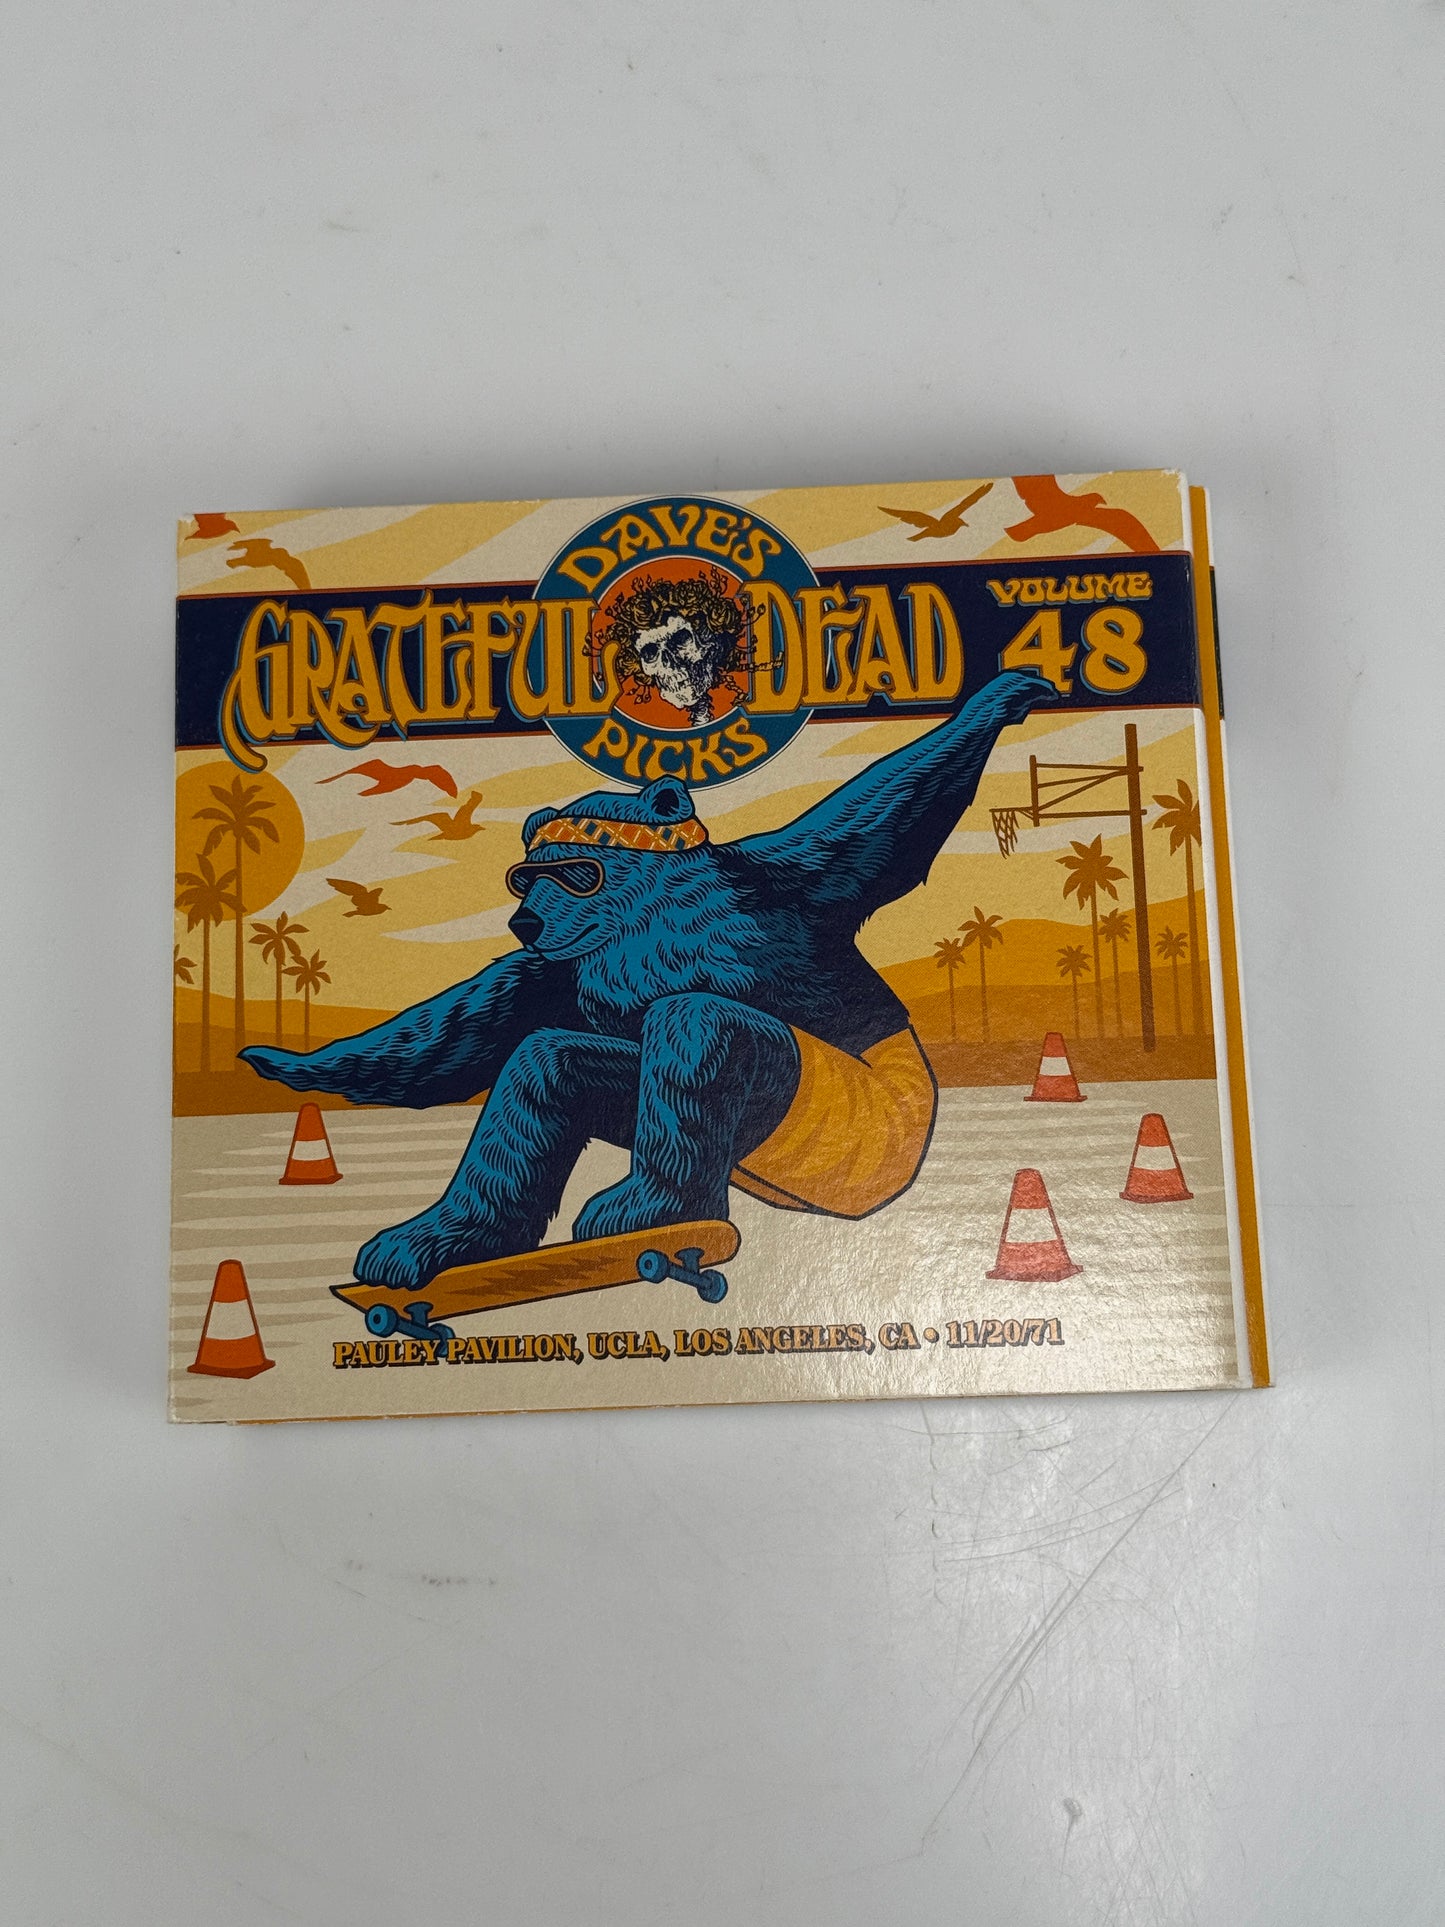 DAVE'S
GRATEFUL DEAD
VOLUME
48
PICKS
PAULEY PAVILION, UCLA, LOS ANGELES, CA • 11/20/71